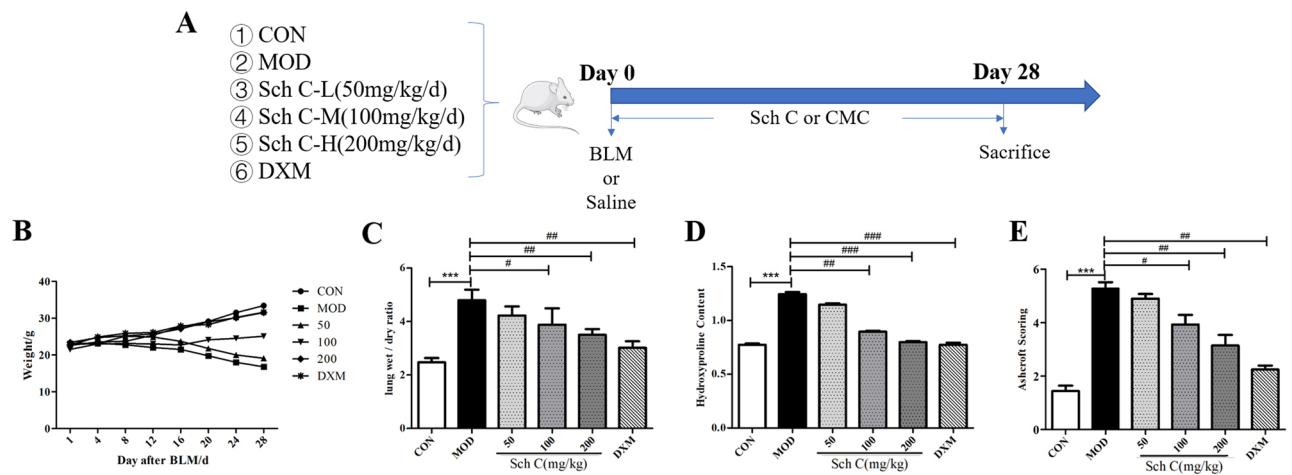 A
① CON
② MOD
③ Sch C-L(50mg/kg/d)
④ Sch C-M(100mg/kg/d)
⑤ Sch C-H(200mg/kg/d)
⑥ DXM
Day 0
Day 28
Sch C or CMC
BLM
or
Saline
Sacrifice
B
Weight/g
40
30
20
10
0
1 4 8 12 16 20 24 28
Day after BLM/d
CON
MOD
50
100
200
DXM
C
lung wet / dry ratio
6
4
2
0
***
#
##
##
CON MOD 50 100 200 DXM
Sch C(mg/kg)
D
Hydroxyproline Content
1.5
1.0
0.5
0.0
***
##
###
###
CON MOD 50 100 200 DXM
Sch C(mg/kg)
E
Ashcroft Scoring
6
4
2
0
***
#
##
##
CON MOD 50 100 200 DXM
Sch C(mg/kg)